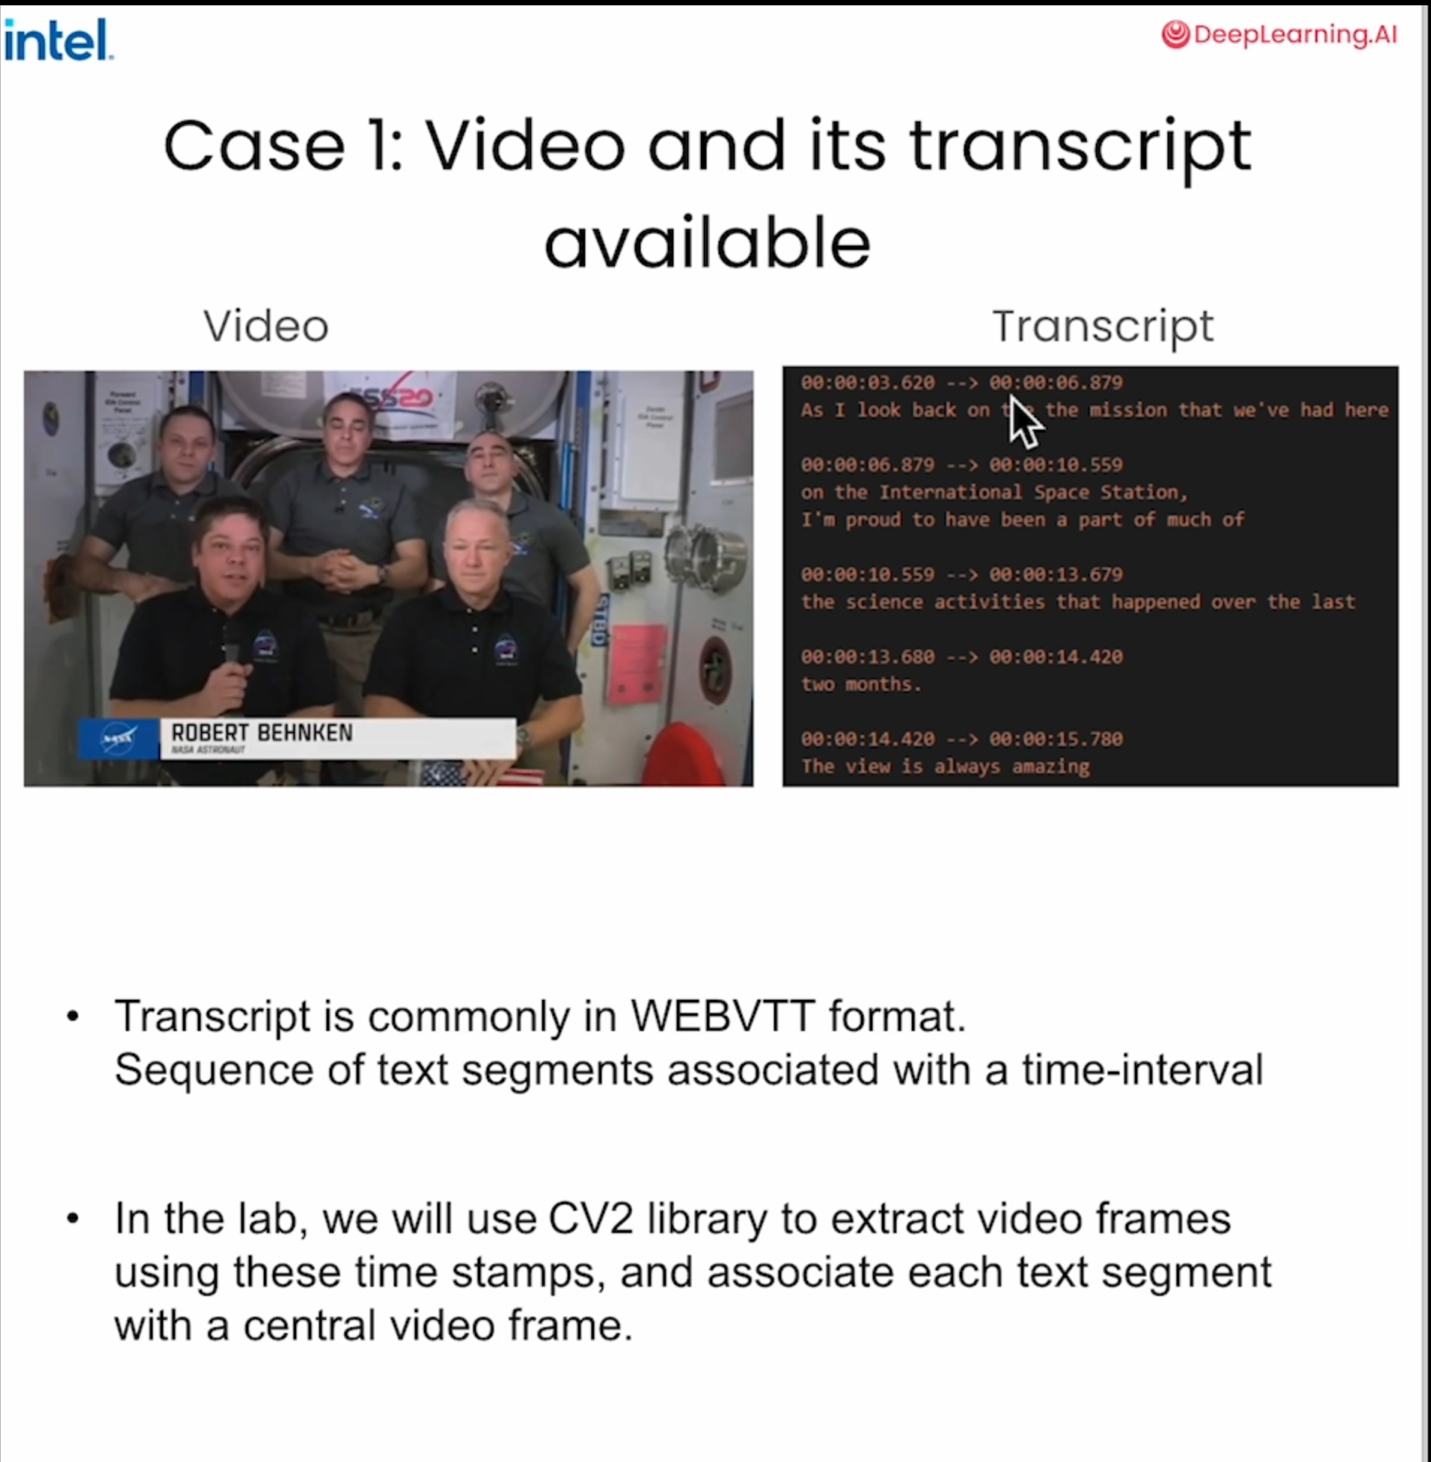 intel.
DeepLearning.AI
Case 1: Video and its transcript
available
Video
Transcript
ROBERT BEHNKEN
NASA ASTRONAUT
NASA
STBD
00:00:03.620 --> 00:00:06.879
As I look back on the mission that we've had here
00:00:06.879 --> 00:00:10.559
on the International Space Station,
I'm proud to have been a part of much of
00:00:10.559 --> 00:00:13.679
the science activities that happened over the last
00:00:13.680 --> 00:00:14.420
two months.
00:00:14.420 --> 00:00:15.780
The view is always amazing
• Transcript is commonly in WEBVTT format.
Sequence of text segments associated with a time-interval
• In the lab, we will use CV2 library to extract video frames
using these time stamps, and associate each text segment
with a central video frame.